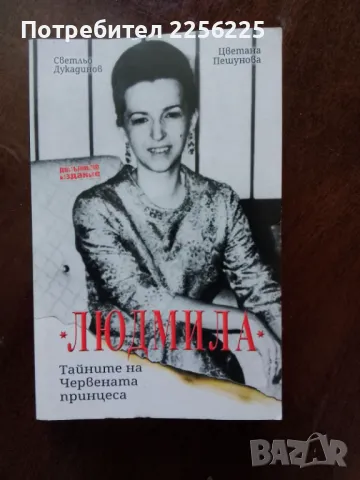 Потребител 2256225
Светльо
Дукадинов
Цветана
Пешунова
*ЛЮДМИЛА*
Тайните на
Червената
принцеса
BAZAR